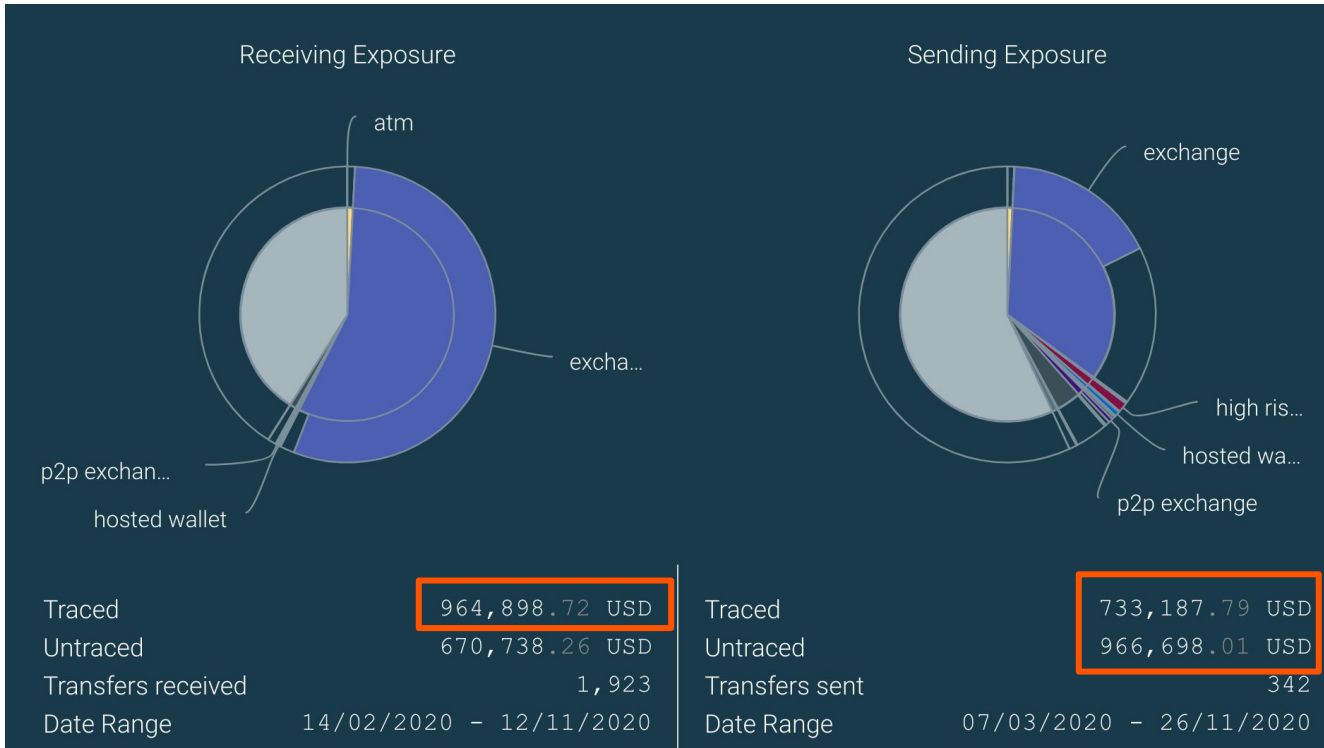 Receiving Exposure
atm
excha...
p2p exchan...
hosted wallet
Traced 964,898.72 USD
Untraced 670,738.26 USD
Transfers received 1,923
Date Range 14/02/2020 - 12/11/2020
Sending Exposure
exchange
high ris...
hosted wa...
p2p exchange
Traced 733,187.79 USD
Untraced 966,698.01 USD
Transfers sent 342
Date Range 07/03/2020 - 26/11/2020